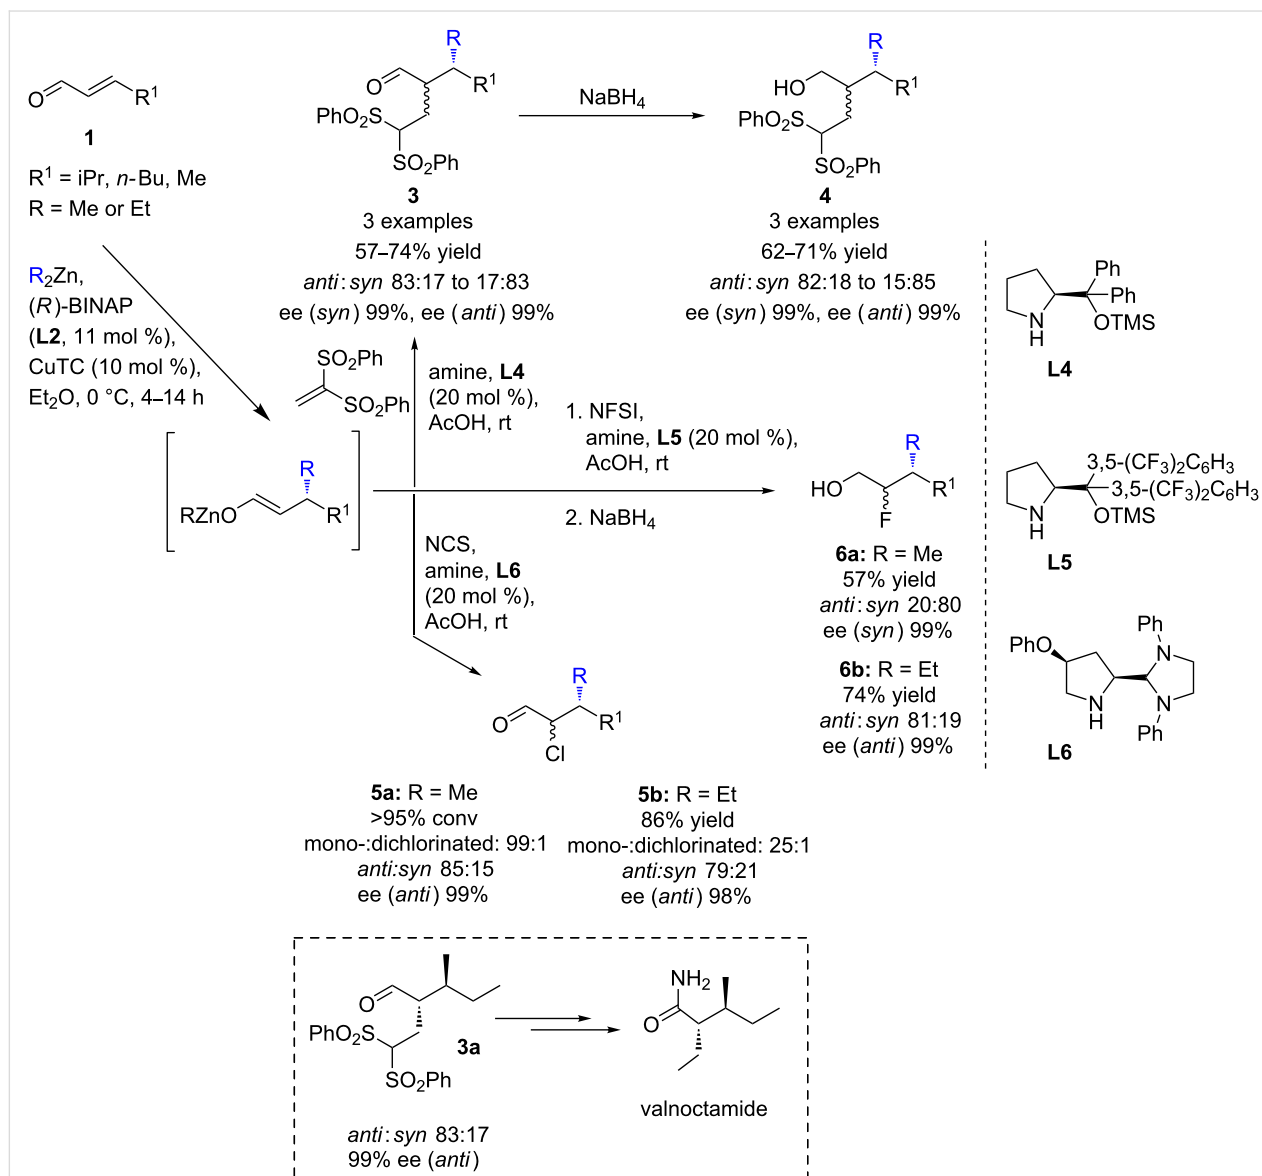 O
R1
1
R1 = iPr, n-Bu, Me
R = Me or Et
R2Zn,
(R)-BINAP
(L2, 11 mol %),
CuTC (10 mol %),
Et2O, 0 °C, 4–14 h
R
O
R1
PhO2S
SO2Ph
3
3 examples
57–74% yield
anti:syn 83:17 to 17:83
ee (syn) 99%, ee (anti) 99%
NaBH4
R
HO
R1
PhO2S
SO2Ph
4
3 examples
62–71% yield
anti:syn 82:18 to 15:85
ee (syn) 99%, ee (anti) 99%
SO2Ph
SO2Ph
amine, L4
(20 mol %),
AcOH, rt
R
RZnO
R1
1. NFSI,
amine, L5 (20 mol %),
AcOH, rt
2. NaBH4
NCS,
amine, L6
(20 mol %),
AcOH, rt
R
HO
R1
F
6a: R = Me
57% yield
anti:syn 20:80
ee (syn) 99%
6b: R = Et
74% yield
anti:syn 81:19
ee (anti) 99%
R
O
R1
Cl
5a: R = Me
>95% conv
mono-:dichlorinated: 99:1
anti:syn 85:15
ee (anti) 99%
5b: R = Et
86% yield
mono-:dichlorinated: 25:1
anti:syn 79:21
ee (anti) 98%
Ph
Ph
N
H
OTMS
L4
3,5-(CF3)2C6H3
3,5-(CF3)2C6H3
N
H
OTMS
L5
Ph
PhO
N
N
H
N
Ph
L6
O
PhO2S
SO2Ph
3a
anti:syn 83:17
99% ee (anti)
NH2
O
valnoctamide